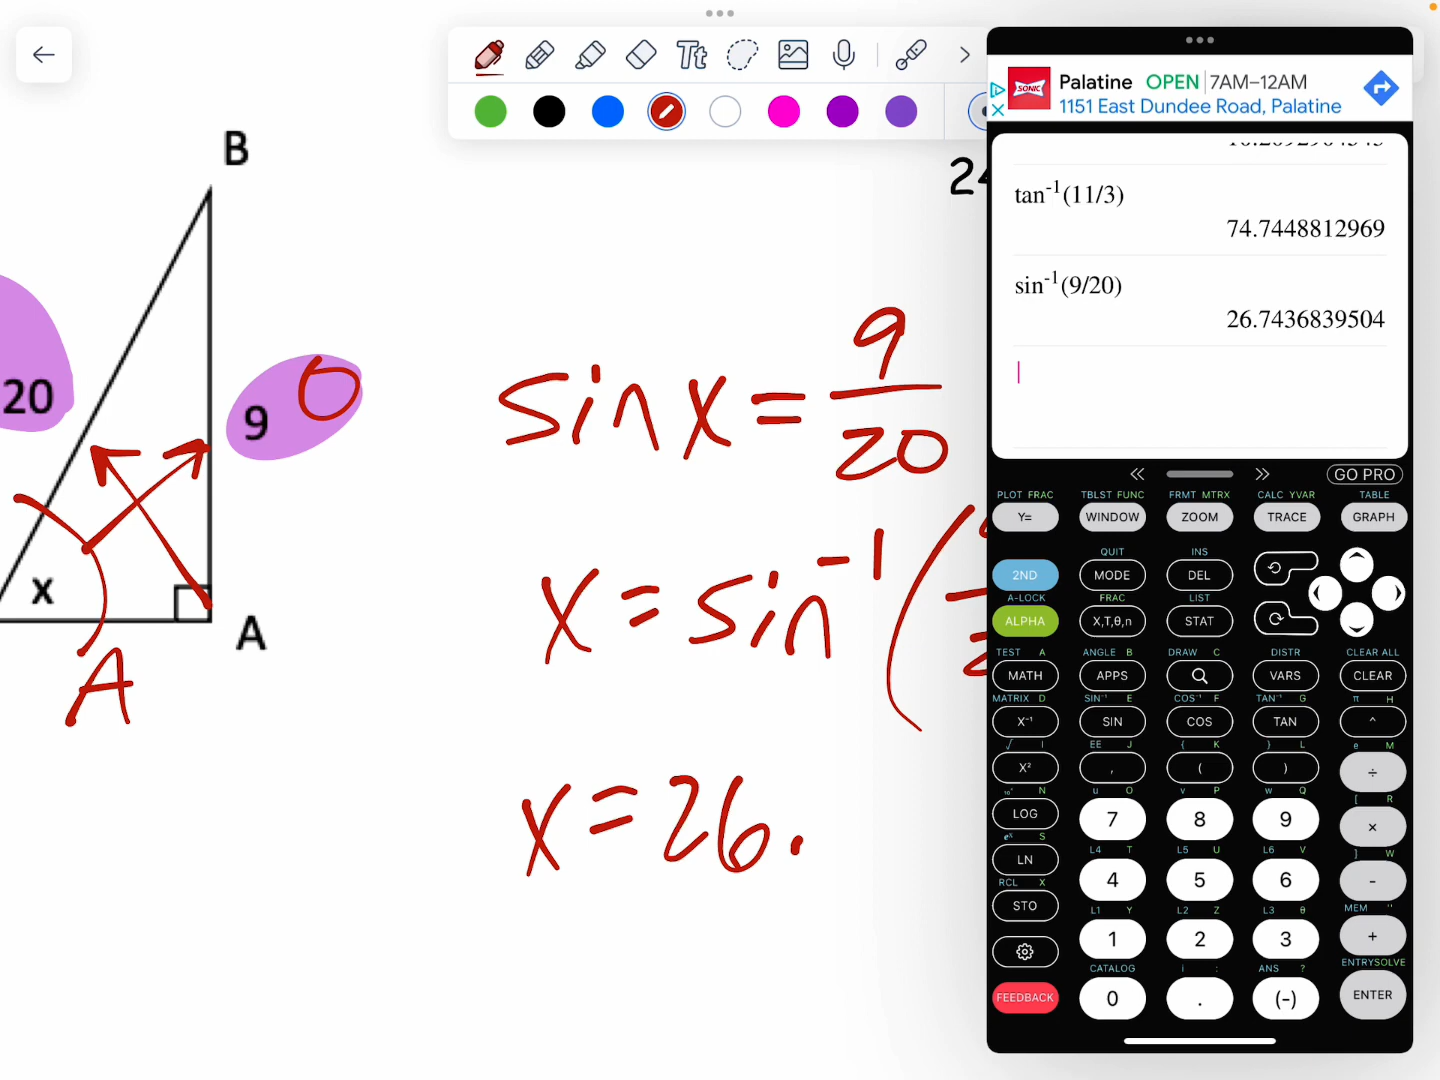 Tt
SONIC
Palatine OPEN 7AM–12AM
1151 East Dundee Road, Palatine
B
20
9 O
x
A
A
sin x = 9/20
x = sin⁻¹(
x = 26.
tan⁻¹(11/3)
74.7448812969
sin⁻¹(9/20)
26.7436839504
GO PRO
PLOT FRAC TBLST FUNC FRMT MTRX CALC YVAR TABLE
Y= WINDOW ZOOM TRACE GRAPH
QUIT INS
2ND MODE DEL
A-LOCK FRAC LIST
ALPHA X,T,θ,n STAT
TEST A ANGLE B DRAW C DISTR CLEAR ALL
MATH APPS VARS CLEAR
MATRIX D SIN⁻¹ E COS⁻¹ F TAN⁻¹ G π H
X⁻¹ SIN COS TAN ^
√ I EE J { K } L e M
X² , ( ) ÷
10ˣ N u O v P w Q [ R
LOG 7 8 9 ×
eˣ S L4 T L5 U L6 V ] W
LN 4 5 6 -
RCL X L1 Y L2 Z L3 θ MEM "
STO 1 2 3 +
CATALOG i : ANS ? ENTRY SOLVE
FEEDBACK 0 . (-) ENTER